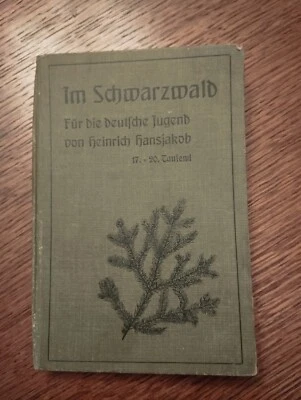 Im Schwarzwald
Für die deutsche Jugend
von Heinrich Hansjakob
17. - 20. Tausend